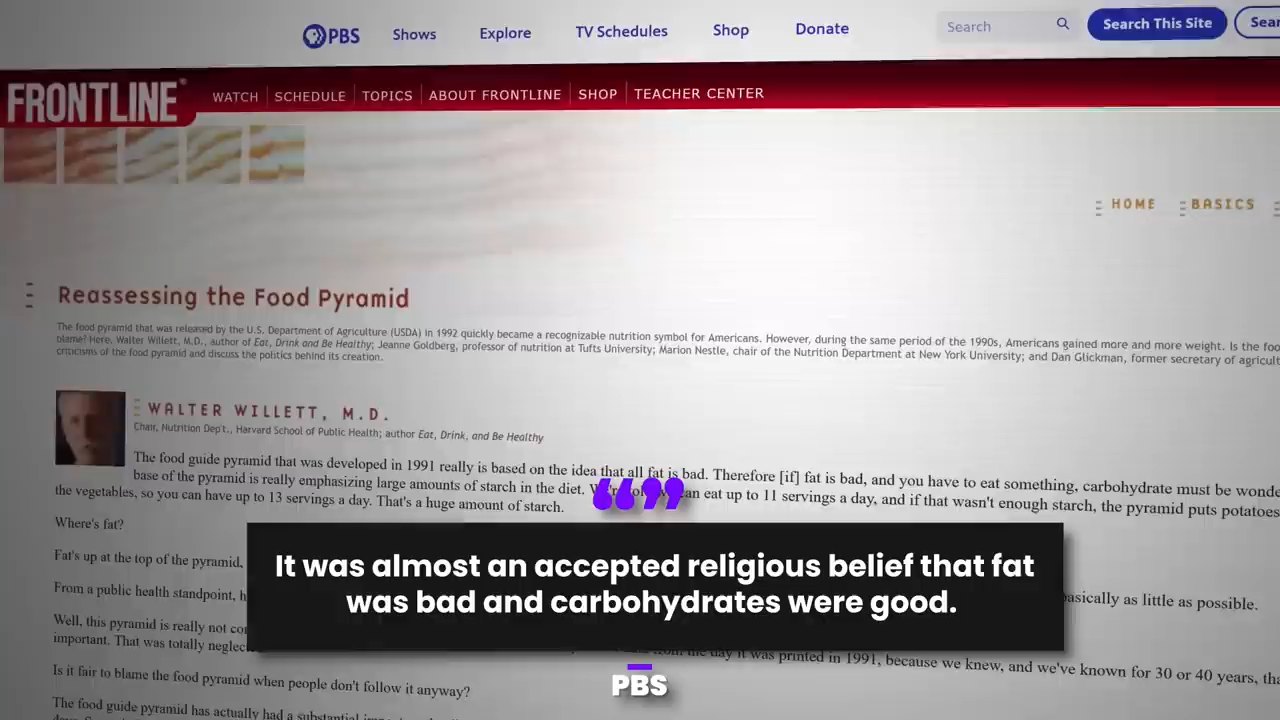 PBS Shows Explore TV Schedules Shop Donate Search Search This Site Sear
FRONTLINE® WATCH SCHEDULE TOPICS ABOUT FRONTLINE SHOP TEACHER CENTER
HOME BASICS
Reassessing the Food Pyramid
The food pyramid that was released by the U.S. Department of Agriculture (USDA) in 1992 quickly became a recognizable nutrition symbol for Americans. However, during the same period of the 1990s, Americans gained more and more weight. Is the foo
blame? Here, Walter Willett, M.D., author of Eat, Drink and Be Healthy; Jeanne Goldberg, professor of nutrition at Tufts University; Marion Nestle, chair of the Nutrition Department at New York University; and Dan Glickman, former secretary of agricult
criticisms of the food pyramid and discuss the politics behind its creation.
WALTER WILLETT, M.D.
Chair, Nutrition Dep't., Harvard School of Public Health; author Eat, Drink, and Be Healthy
The food guide pyramid that was developed in 1991 really is based on the idea that all fat is bad. Therefore [if] fat is bad, and you have to eat something, carbohydrate must be wonde
base of the pyramid is really emphasizing large amounts of starch in the diet. an eat up to 11 servings a day, and if that wasn't enough starch, the pyramid puts potatoes
the vegetables, so you can have up to 13 servings a day. That's a huge amount of starch.
Where's fat?
Fat's up at the top of the pyramid,
From a public health standpoint, h basically as little as possible.
Well, this pyramid is really not co from the day it was printed in 1991, because we knew, and we've known for 30 or 40 years, tha
important. That was totally neglec
Is it fair to blame the food pyramid when people don't follow it anyway?
The food guide pyramid has actually had a substantial
“”
It was almost an accepted religious belief that fat
was bad and carbohydrates were good.
PBS